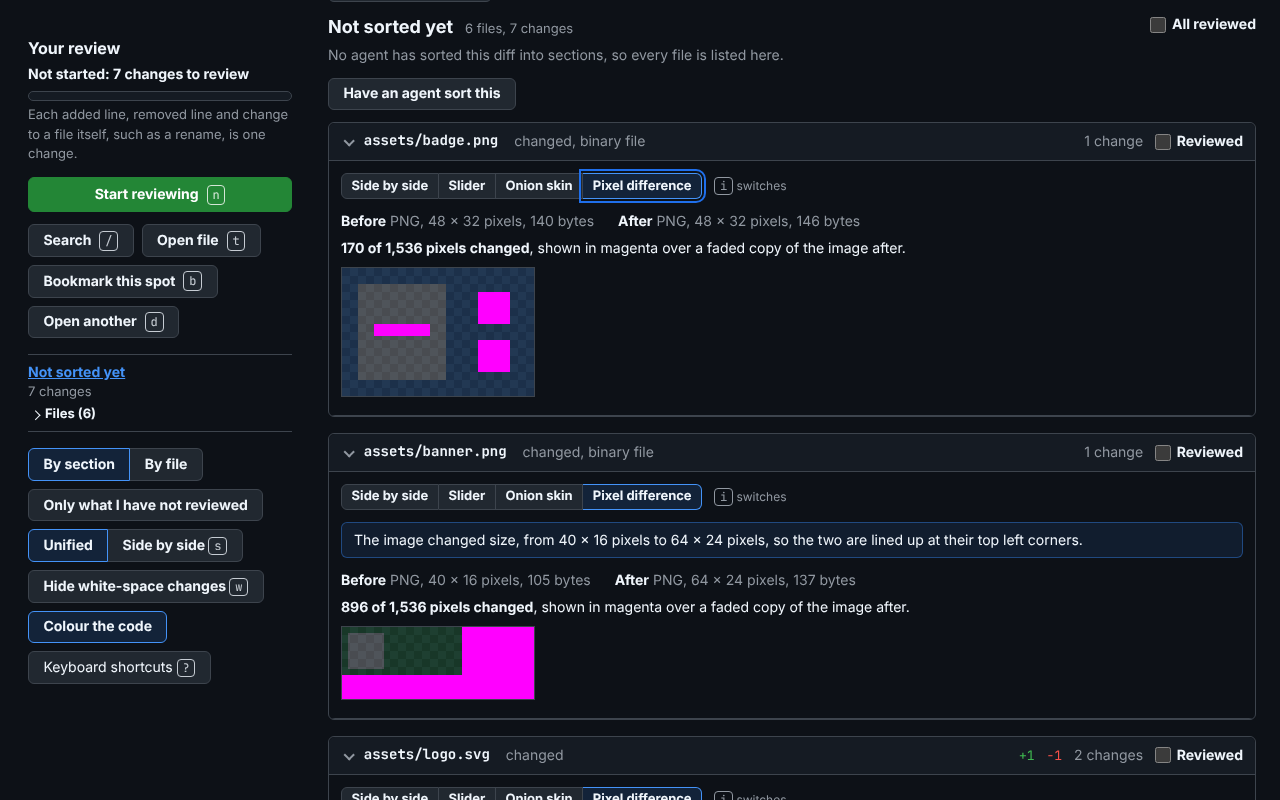 Your review
Not started: 7 changes to review
Each added line, removed line and change
to a file itself, such as a rename, is one
change.
Start reviewing n
Search / Open file t
Bookmark this spot b
Open another d
Not sorted yet
7 changes
Files (6)
By section By file
Only what I have not reviewed
Unified Side by side s
Hide white-space changes w
Colour the code
Keyboard shortcuts ?
Not sorted yet 6 files, 7 changes All reviewed
No agent has sorted this diff into sections, so every file is listed here.
Have an agent sort this
assets/badge.png changed, binary file 1 change Reviewed
Side by side Slider Onion skin Pixel difference i switches
Before PNG, 48 × 32 pixels, 140 bytes After PNG, 48 × 32 pixels, 146 bytes
170 of 1,536 pixels changed, shown in magenta over a faded copy of the image after.
assets/banner.png changed, binary file 1 change Reviewed
Side by side Slider Onion skin Pixel difference i switches
The image changed size, from 40 × 16 pixels to 64 × 24 pixels, so the two are lined up at their top left corners.
Before PNG, 40 × 16 pixels, 105 bytes After PNG, 64 × 24 pixels, 137 bytes
896 of 1,536 pixels changed, shown in magenta over a faded copy of the image after.
assets/logo.svg changed +1 -1 2 changes Reviewed
Side by side Slider Onion skin Pixel difference i switches